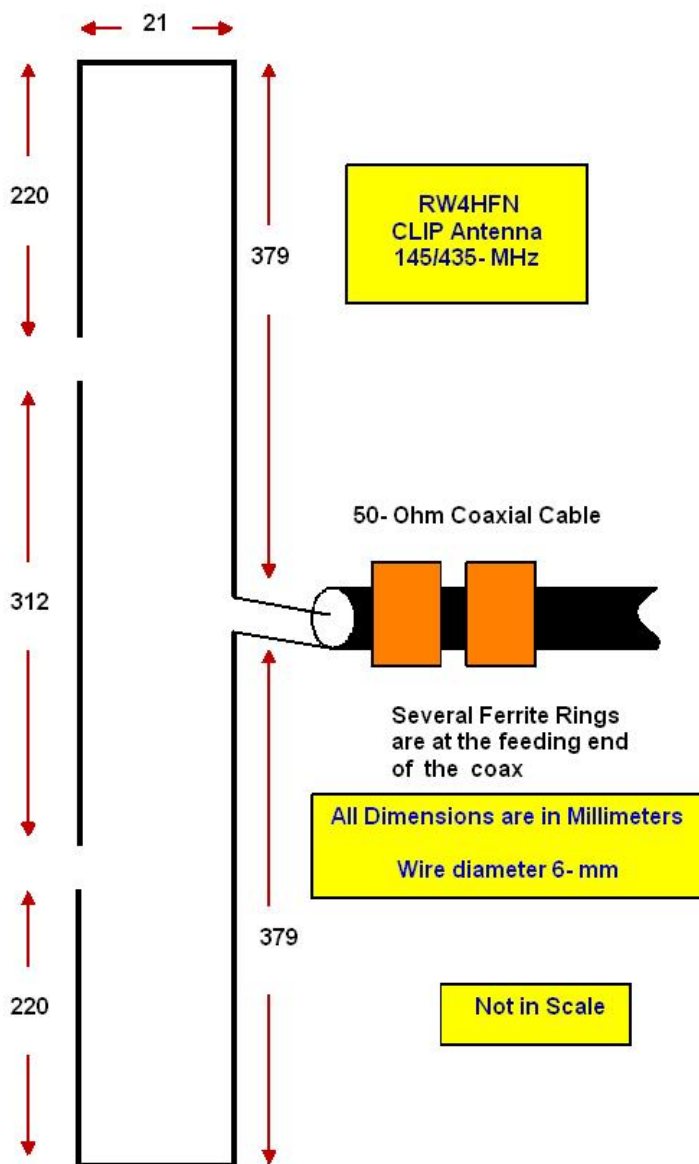 21
220
379
RW4HFN
CLIP Antenna
145/435- MHz
50- Ohm Coaxial Cable
312
Several Ferrite Rings
are at the feeding end
of the coax
All Dimensions are in Millimeters
Wire diameter 6- mm
379
220
Not in Scale